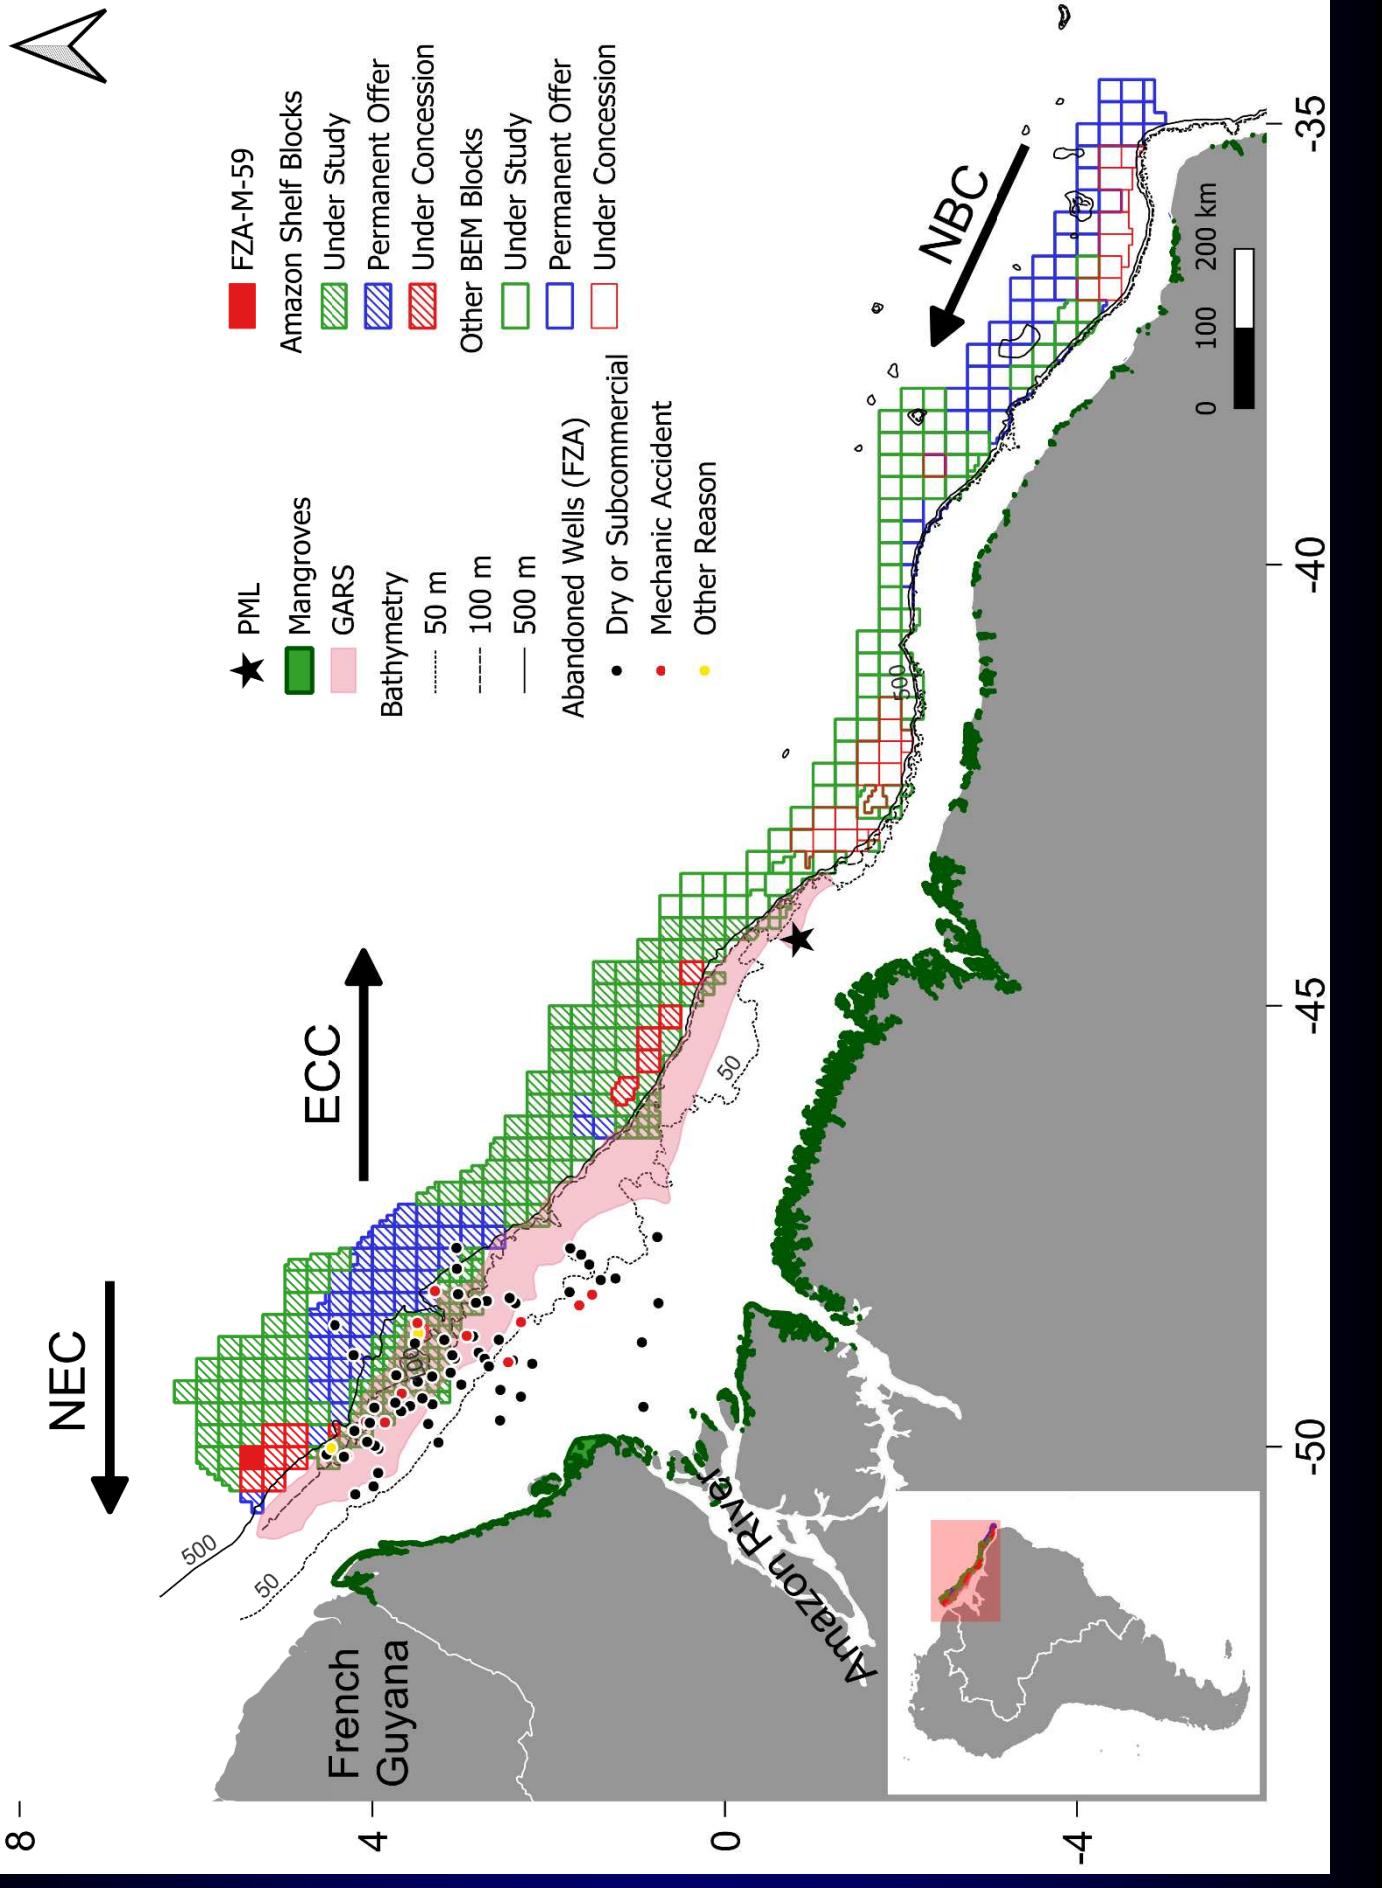 NEC
ECC
NBC
PML
Mangroves
GARS
Bathymetry
50 m
100 m
500 m
Abandoned Wells (FZA)
Dry or Subcommercial
Mechanic Accident
Other Reason
FZA-M-59
Amazon Shelf Blocks
Under Study
Permanent Offer
Under Concession
Other BEM Blocks
Under Study
Permanent Offer
Under Concession
500
50
50
500
French
Guyana
Amazon River
0 100 200 km
8
4
0
-4
-50
-45
-40
-35